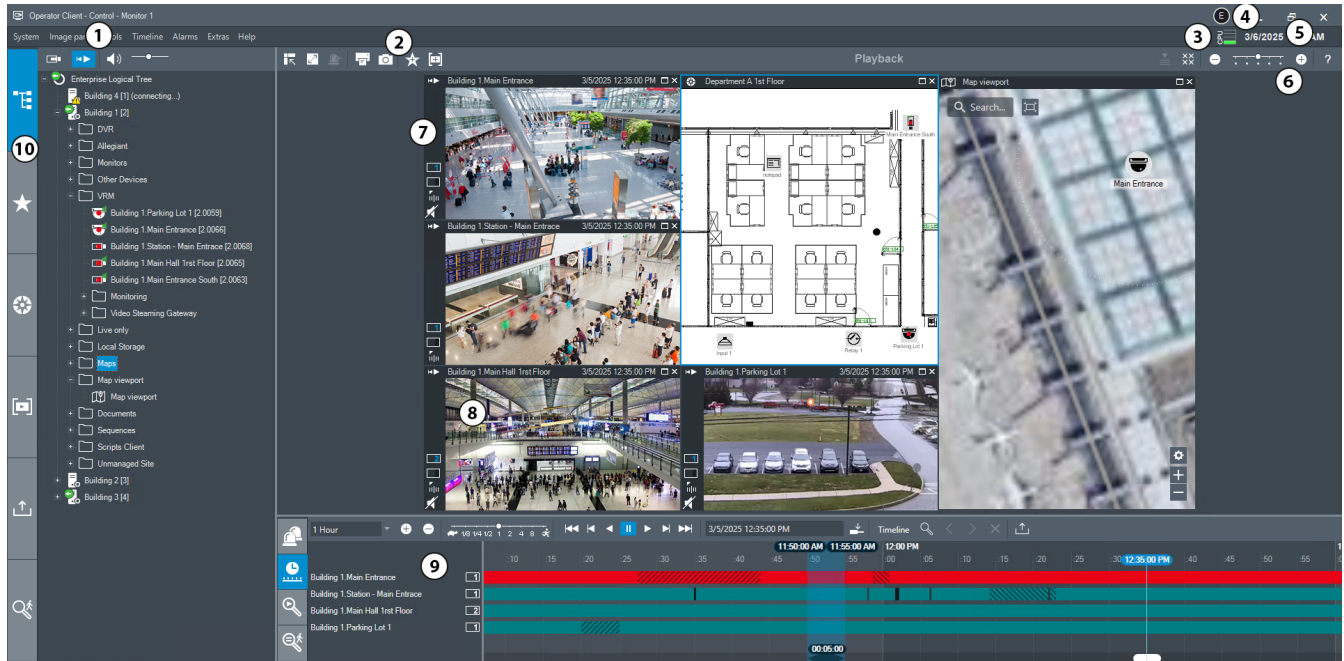 Operator Client - Control - Monitor 1
E
4
System Image pa 1 ols Timeline Alarms Extras Help
3
3/6/2025
5
AM
2
Playback
6
?
Enterprise Logical Tree
Building 4 [1] (connecting...)
Building 1 [2]
DVR
Allegiant
Monitors
Other Devices
VRM
Building 1.Parking Lot 1 [2.0059]
Building 1.Main Entrance [2.0066]
Building 1.Station - Main Entrace [2.0068]
Building 1.Main Hall 1rst Floor [2.0065]
Building 1.Main Entrance South [2.0063]
Monitoring
Video Steaming Gateway
Live only
Local Storage
Maps
Map viewport
Map viewport
Documents
Sequences
Scripts Client
Unmanaged Site
Building 2 [3]
Building 3 [4]
10
7
Building 1.Main Entrance 3/5/2025 12:35:00 PM
1
Building 1.Station - Main Entrace 3/5/2025 12:35:00 PM
1
Building 1.Main Hall 1rst Floor 3/5/2025 12:35:00 PM
8
2
Department A 1st Floor
Main Entrance South
notepad
Input 1
Relay 1
Parking Lot 1
Building 1.Parking Lot 1 3/5/2025 12:35:00 PM
1
Map viewport
Search...
Main Entrance
1 Hour
1/8 1/4 1/2 1 2 4 8
3/5/2025 12:35:00 PM
Timeline
9
11:50:00 AM 11:55:00 AM 12:00 PM
:10 :15 :20 :25 :30 :35 :40 :45 :50 :55 :00 :05 :10 :15 :20 :25 :30 12:35:00 PM :40 :45 :50 :55
Building 1.Main Entrance 1
Building 1.Station - Main Entrace 1
Building 1.Main Hall 1rst Floor 2
Building 1.Parking Lot 1 1
00:05:00